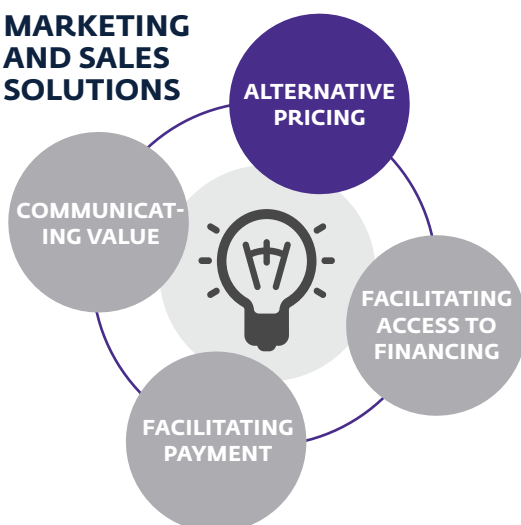 MARKETING
AND SALES
SOLUTIONS
ALTERNATIVE
PRICING
COMMUNICAT-
ING VALUE
FACILITATING
ACCESS TO
FINANCING
FACILITATING
PAYMENT